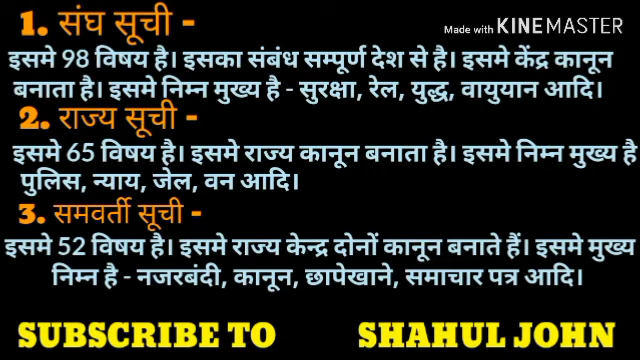 1. संघ सूची -
Made with KINEMASTER
इसमे 98 विषय है। इसका संबंध सम्पूर्ण देश से है। इसमे केंद्र कानून
बनाता है। इसमे निम्न मुख्य है - सुरक्षा, रेल, युद्ध, वायुयान आदि।
2. राज्य सूची -
इसमे 65 विषय है। इसमे राज्य कानून बनाता है। इसमे निम्न मुख्य है
पुलिस, न्याय, जेल, वन आदि।
3. समवर्ती सूची -
इसमे 52 विषय है। इसमे राज्य केन्द्र दोनों कानून बनाते हैं। इसमे मुख्य
निम्न है - नजरबंदी, कानून, छापेखाने, समाचार पत्र आदि।
SUBSCRIBE TO SHAHUL JOHN